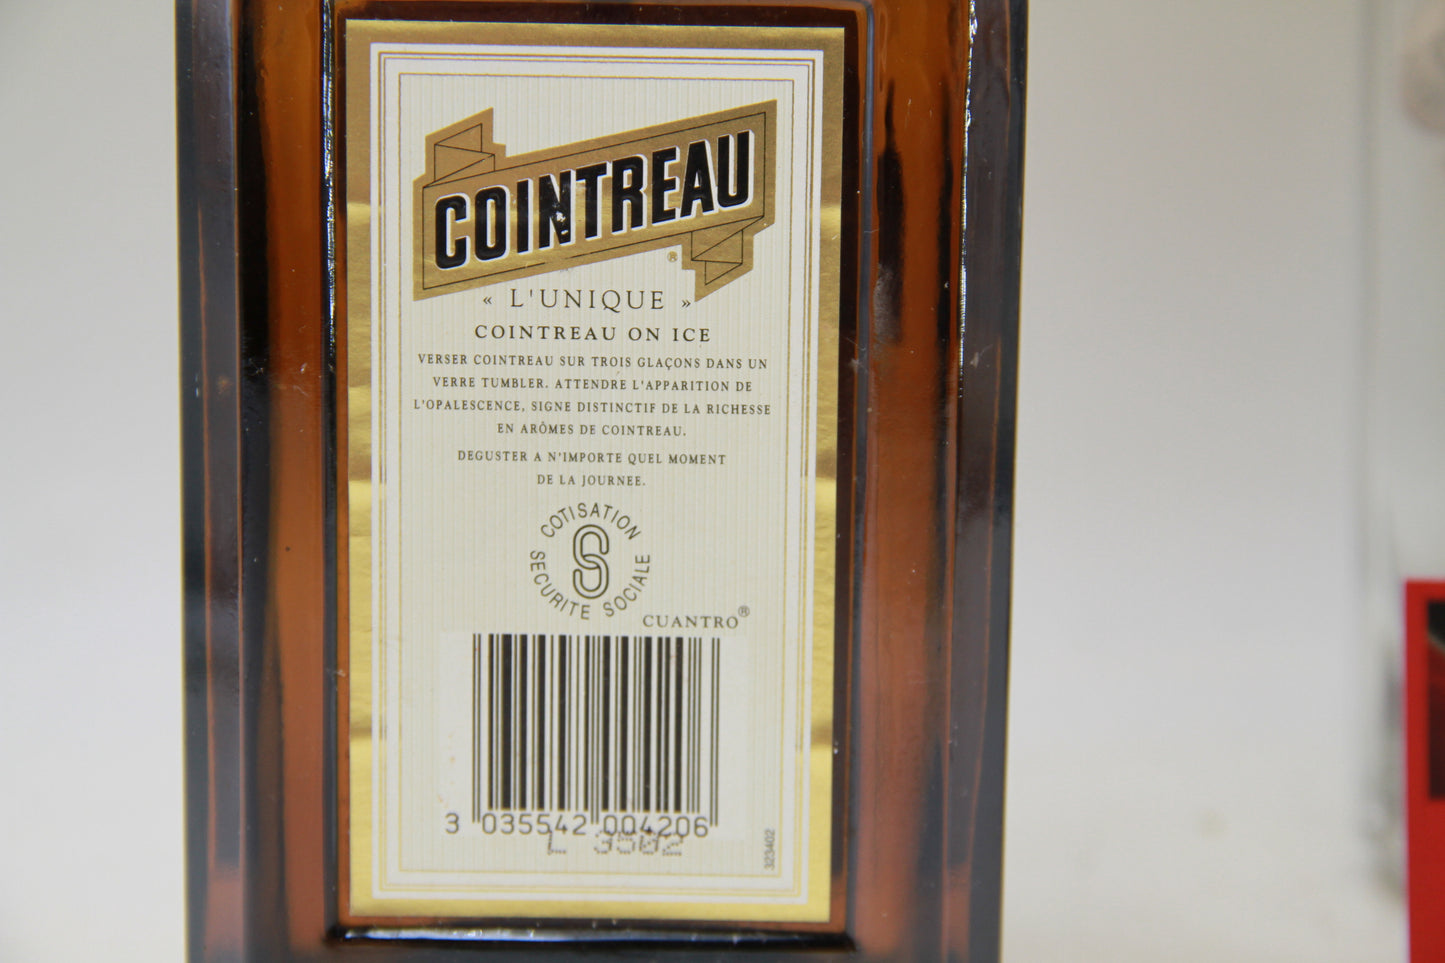 COINTREAU
®
« L'UNIQUE »
COINTREAU ON ICE
VERSER COINTREAU SUR TROIS GLAÇONS DANS UN
VERRE TUMBLER. ATTENDRE L'APPARITION DE
L'OPALESCENCE, SIGNE DISTINCTIF DE LA RICHESSE
EN ARÔMES DE COINTREAU.
DEGUSTER A N'IMPORTE QUEL MOMENT
DE LA JOURNEE.
COTISATION
SECURITE SOCIALE
CUANTRO®
3 035542 004206
323402